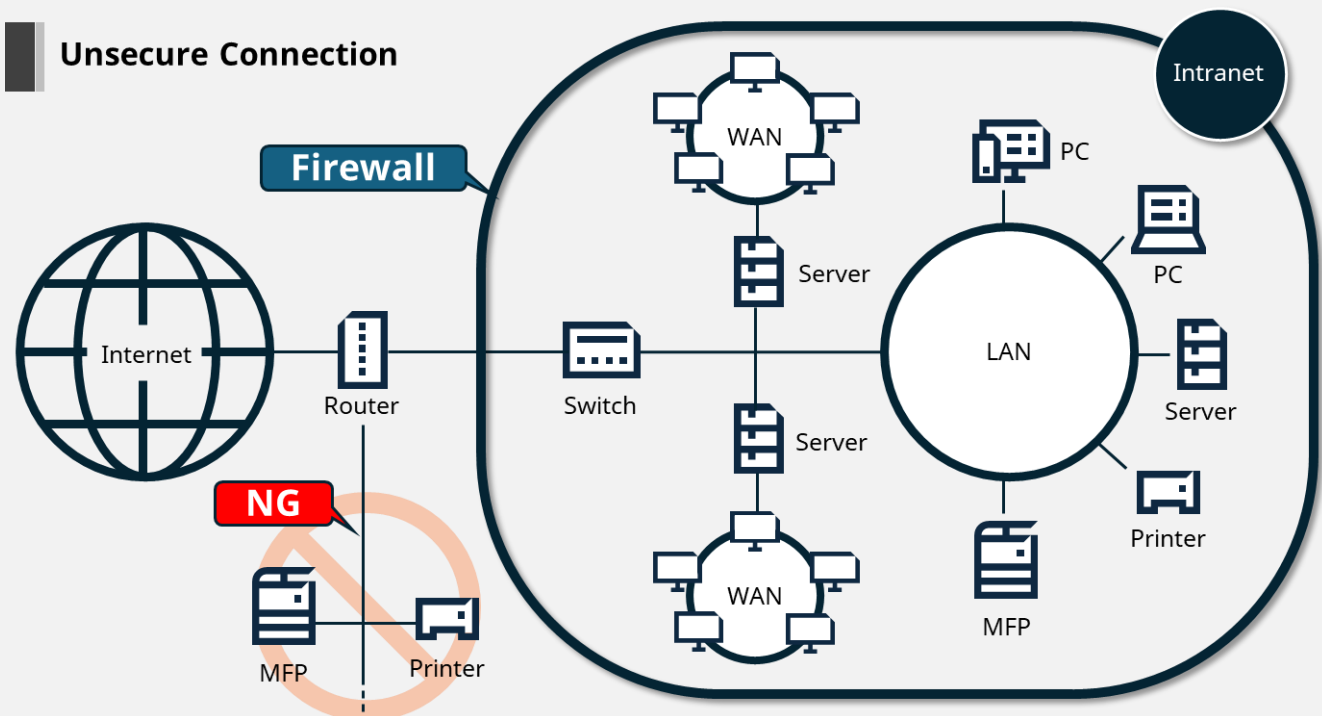 Unsecure Connection
Intranet
Firewall
WAN
PC
PC
Server
Internet
Router
Switch
LAN
Server
Server
NG
Printer
WAN
MFP
MFP
Printer